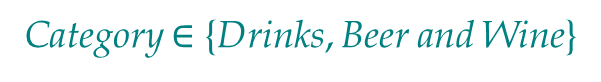 Category ∈ {Drinks, Beer and Wine}